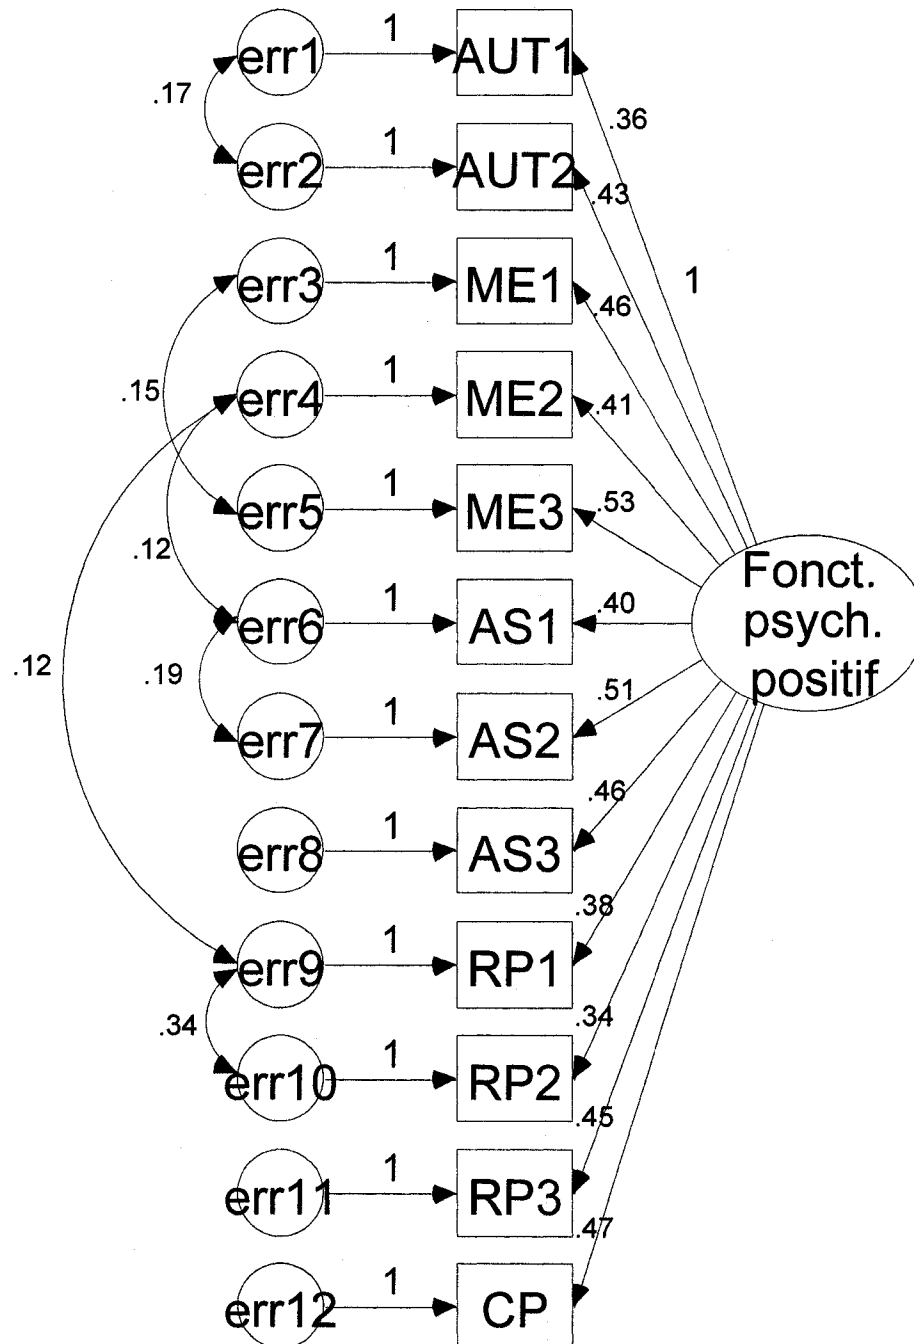 err1 1 AUT1
.17 .36
err2 1 AUT2
.43
err3 1 ME1
1
.46
err4 1 ME2
.15 .41
err5 1 ME3
.53
.12
Fonct.
psych.
positif
err6 1 AS1 .40
.12 .19
err7 1 AS2 .51
err8 1 AS3 .46
err9 1 RP1 .38
.34 .34
err10 1 RP2
.45
err11 1 RP3
.47
err12 1 CP